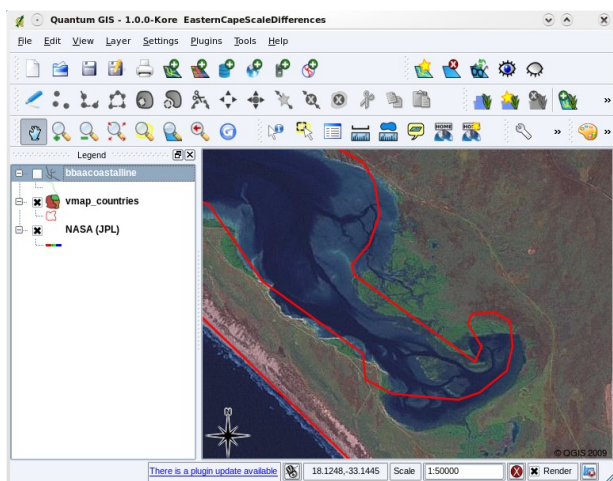 Quantum GIS - 1.0.0-Kore EasternCapeScaleDifferences
File Edit View Layer Settings Plugins Tools Help
Legend
bbaacoastalline
vmap_countries
NASA (JPL)
© QGIS 2009
There is a plugin update available 18.1248,-33.1445 Scale 1:50000 Render